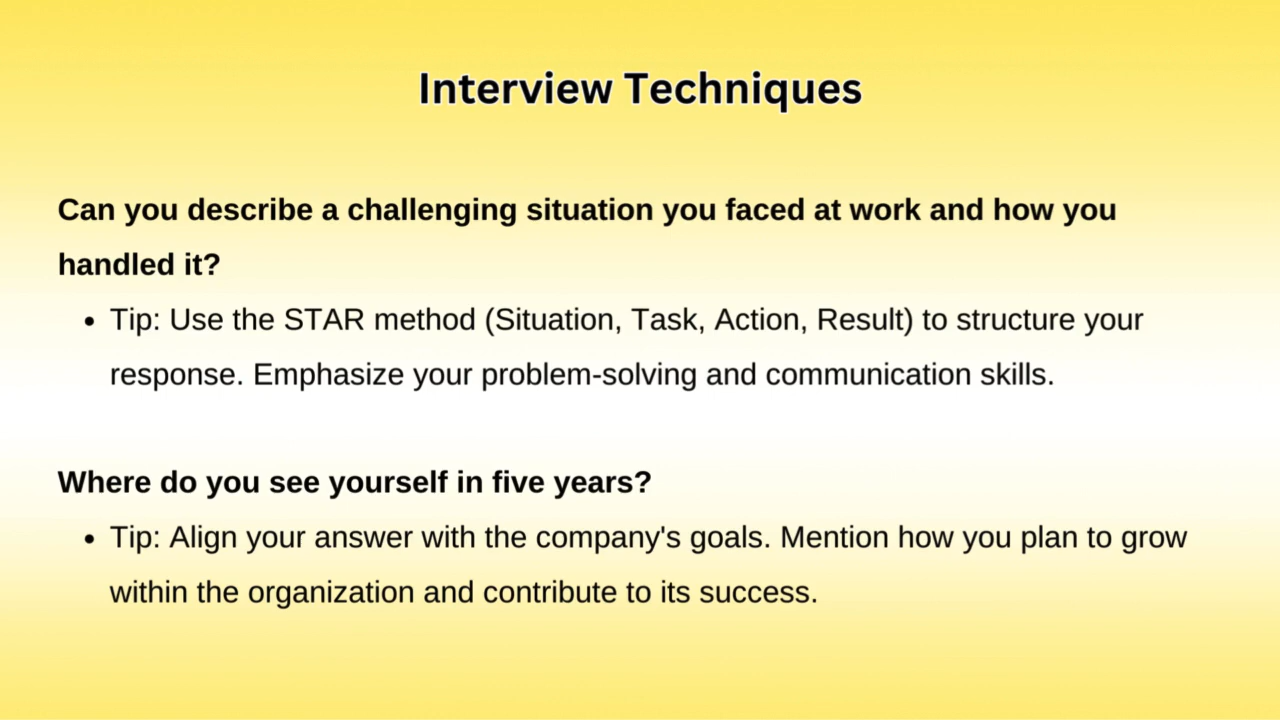 Interview Techniques
Can you describe a challenging situation you faced at work and how you
handled it?
• Tip: Use the STAR method (Situation, Task, Action, Result) to structure your
response. Emphasize your problem-solving and communication skills.
Where do you see yourself in five years?
• Tip: Align your answer with the company's goals. Mention how you plan to grow
within the organization and contribute to its success.